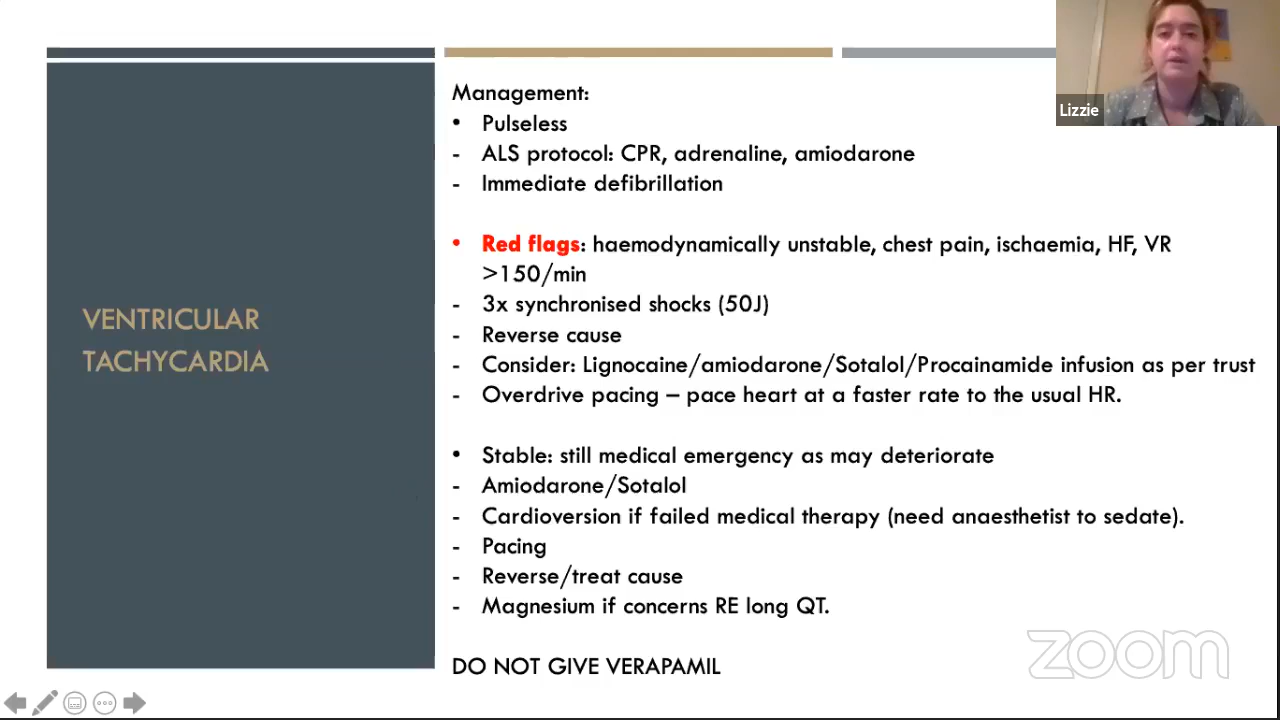 VENTRICULAR
TACHYCARDIA
Management:
• Pulseless
- ALS protocol: CPR, adrenaline, amiodarone
- Immediate defibrillation
• Red flags: haemodynamically unstable, chest pain, ischaemia, HF, VR
>150/min
- 3x synchronised shocks (50J)
- Reverse cause
- Consider: Lignocaine/amiodarone/Sotalol/Procainamide infusion as per trust
- Overdrive pacing – pace heart at a faster rate to the usual HR.
• Stable: still medical emergency as may deteriorate
- Amiodarone/Sotalol
- Cardioversion if failed medical therapy (need anaesthetist to sedate).
- Pacing
- Reverse/treat cause
- Magnesium if concerns RE long QT.
DO NOT GIVE VERAPAMIL
Lizzie
zoom